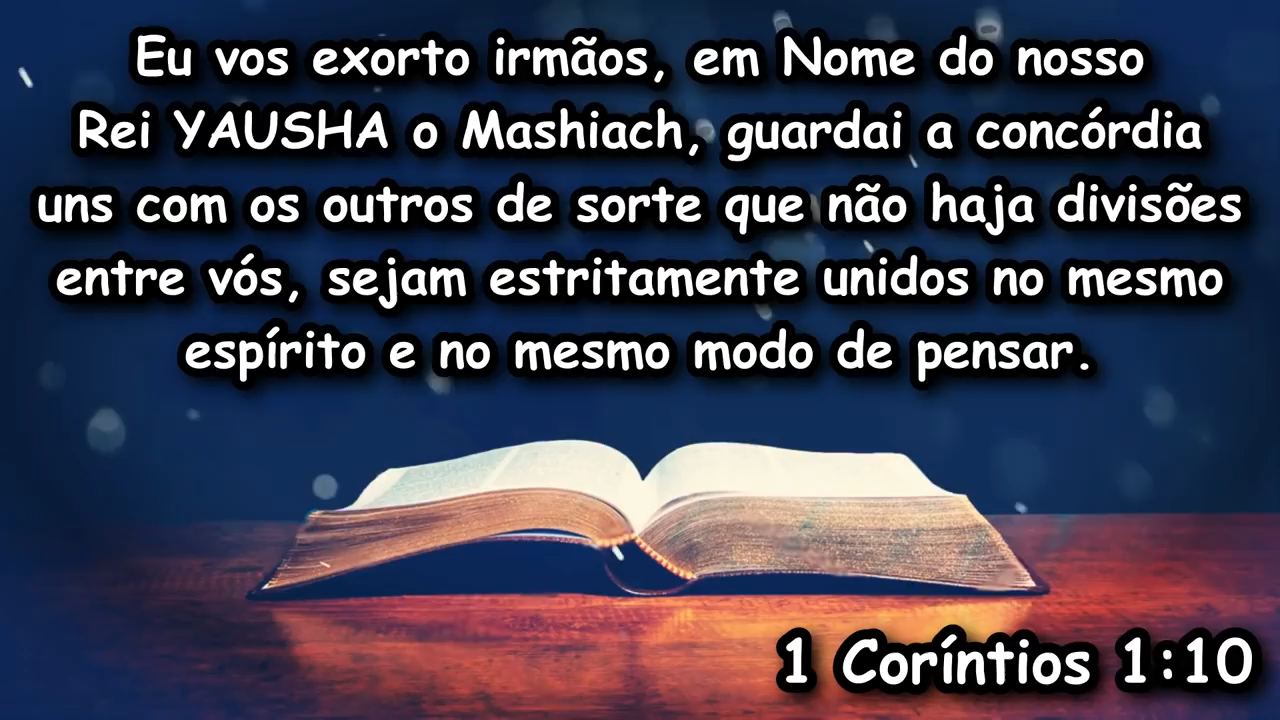 Eu vos exorto irmãos, em Nome do nosso
Rei YAUSHA o Mashiach, guardai a concórdia
uns com os outros de sorte que não haja divisões
entre vós, sejam estritamente unidos no mesmo
espírito e no mesmo modo de pensar.
1 Coríntios 1:10